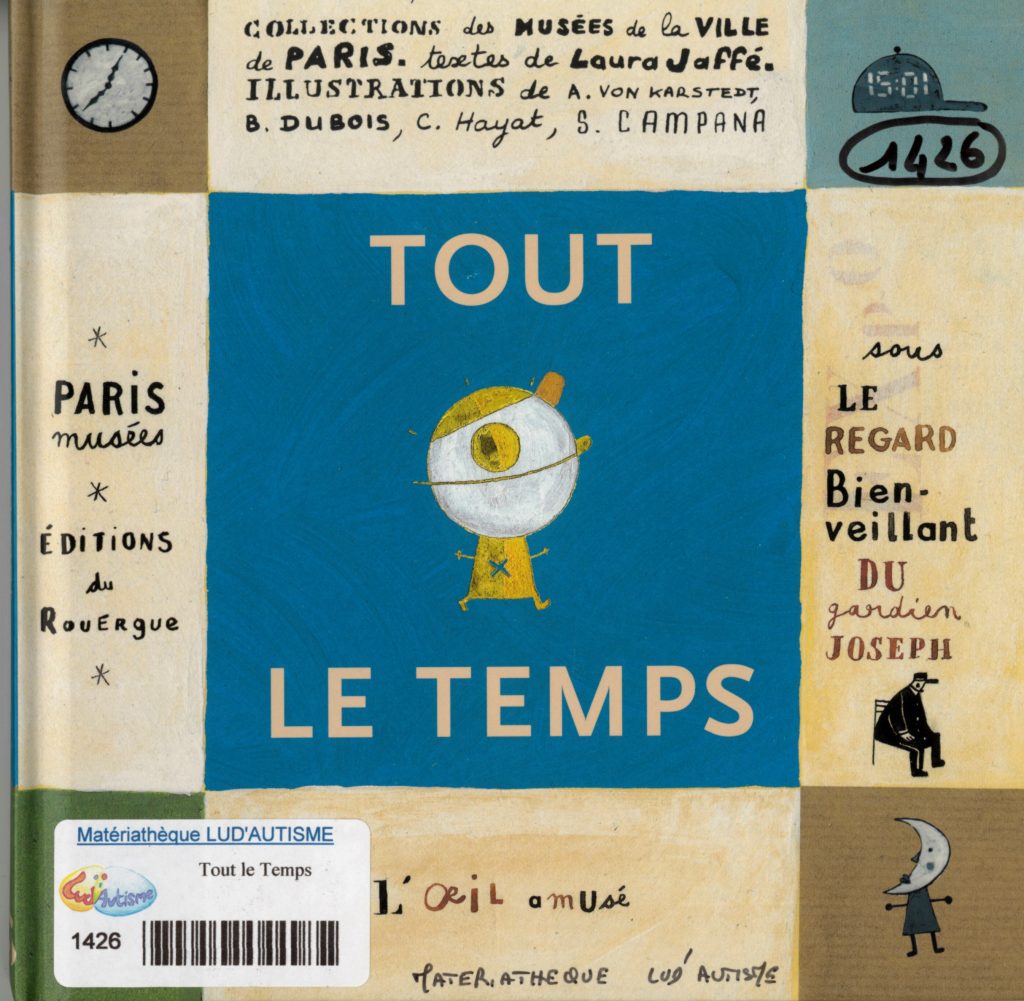 COLLECTIONS des MUSÉES de la VILLE
de PARIS. textes de Laura Jaffé.
ILLUSTRATIONS de A. VON KARSTEDT,
B. DUBOIS, C. Hayat, S. CAMPANA
15:01
1426
TOUT
LE TEMPS
*
PARIS
musées
*
ÉDITIONS
du
ROUERGUE
*
sous
LE
REGARD
Bien-
veillant
DU
gardien
JOSEPH
Matériathèque LUD'AUTISME
Tout le Temps
Lud'Autisme
1426
L'ŒIL amusé
MATERIATHEQUE LUD'AUTISME